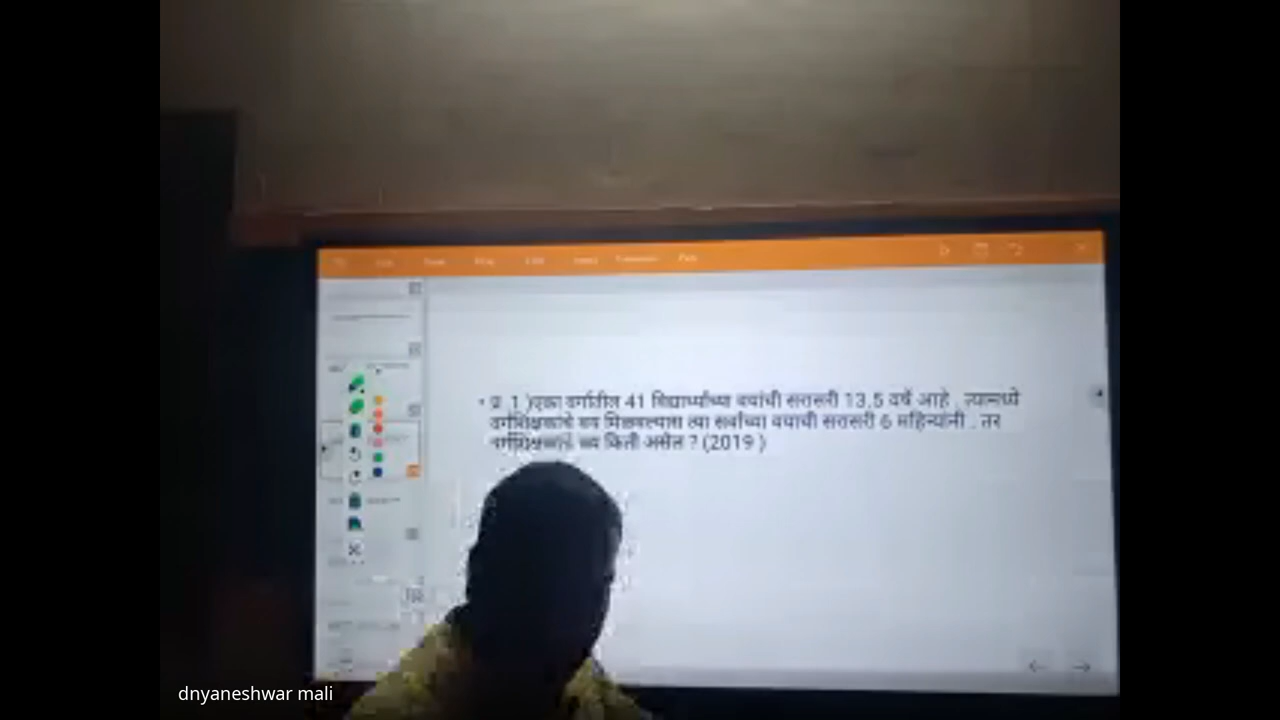 प्र. 1 )एका वर्गातील 41 विद्यार्थ्यांच्या वयांची सरासरी 13.5 वर्षे आहे . त्यामध्ये
वर्गशिक्षकांचे वय मिळवल्यास त्या सर्वांच्या वयाची सरासरी 6 महिन्यांनी . तर
वर्गशिक्षकांचे वय किती असेल ? (2019 )
dnyaneshwar mali